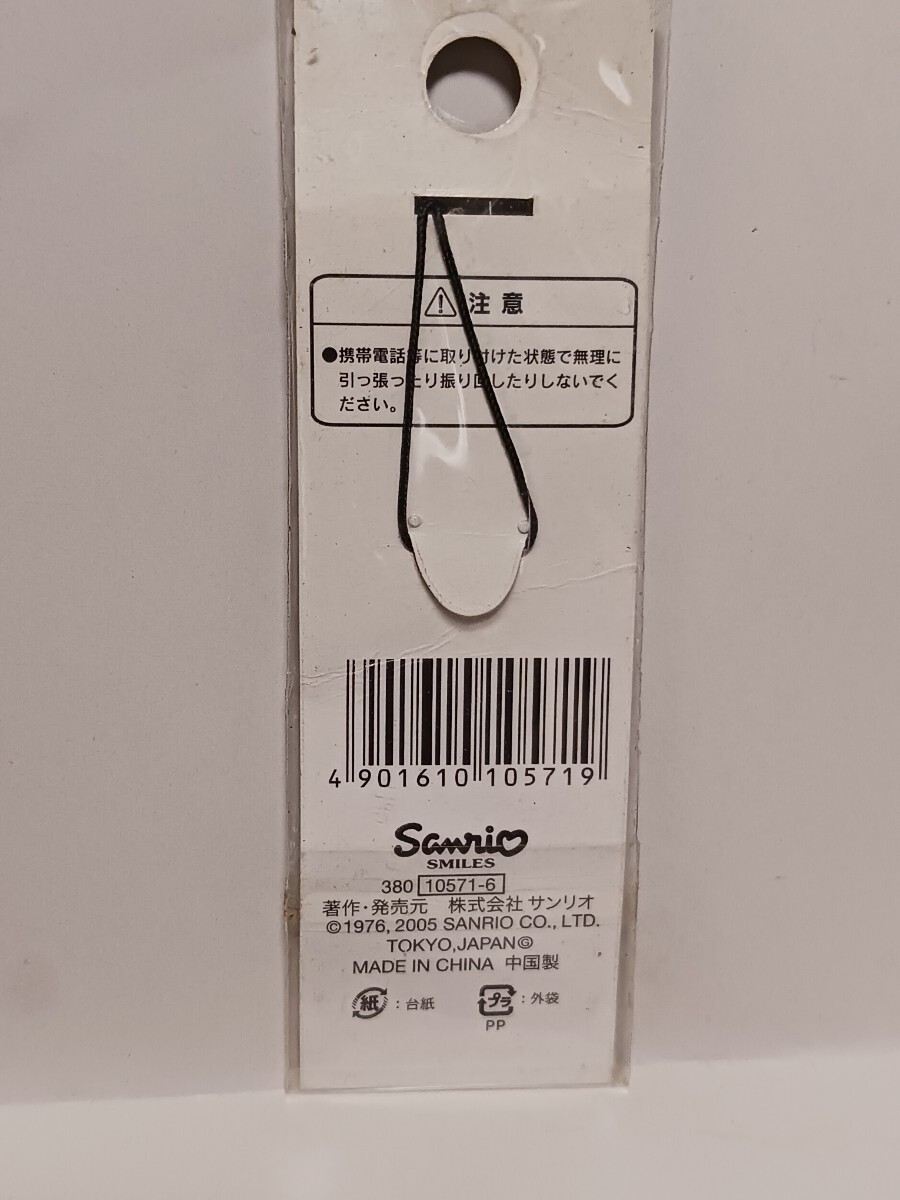 ⚠注意
●携帯電話等に取り付けた状態で無理に
引っ張ったり振り回したりしないでく
ださい。
4 901610 105719
Sanrio
SMILES
380 10571-6
著作・発売元 株式会社 サンリオ
©1976, 2005 SANRIO CO., LTD.
TOKYO, JAPAN Ⓖ
MADE IN CHINA 中国製
紙：台紙 プラ：外袋
PP